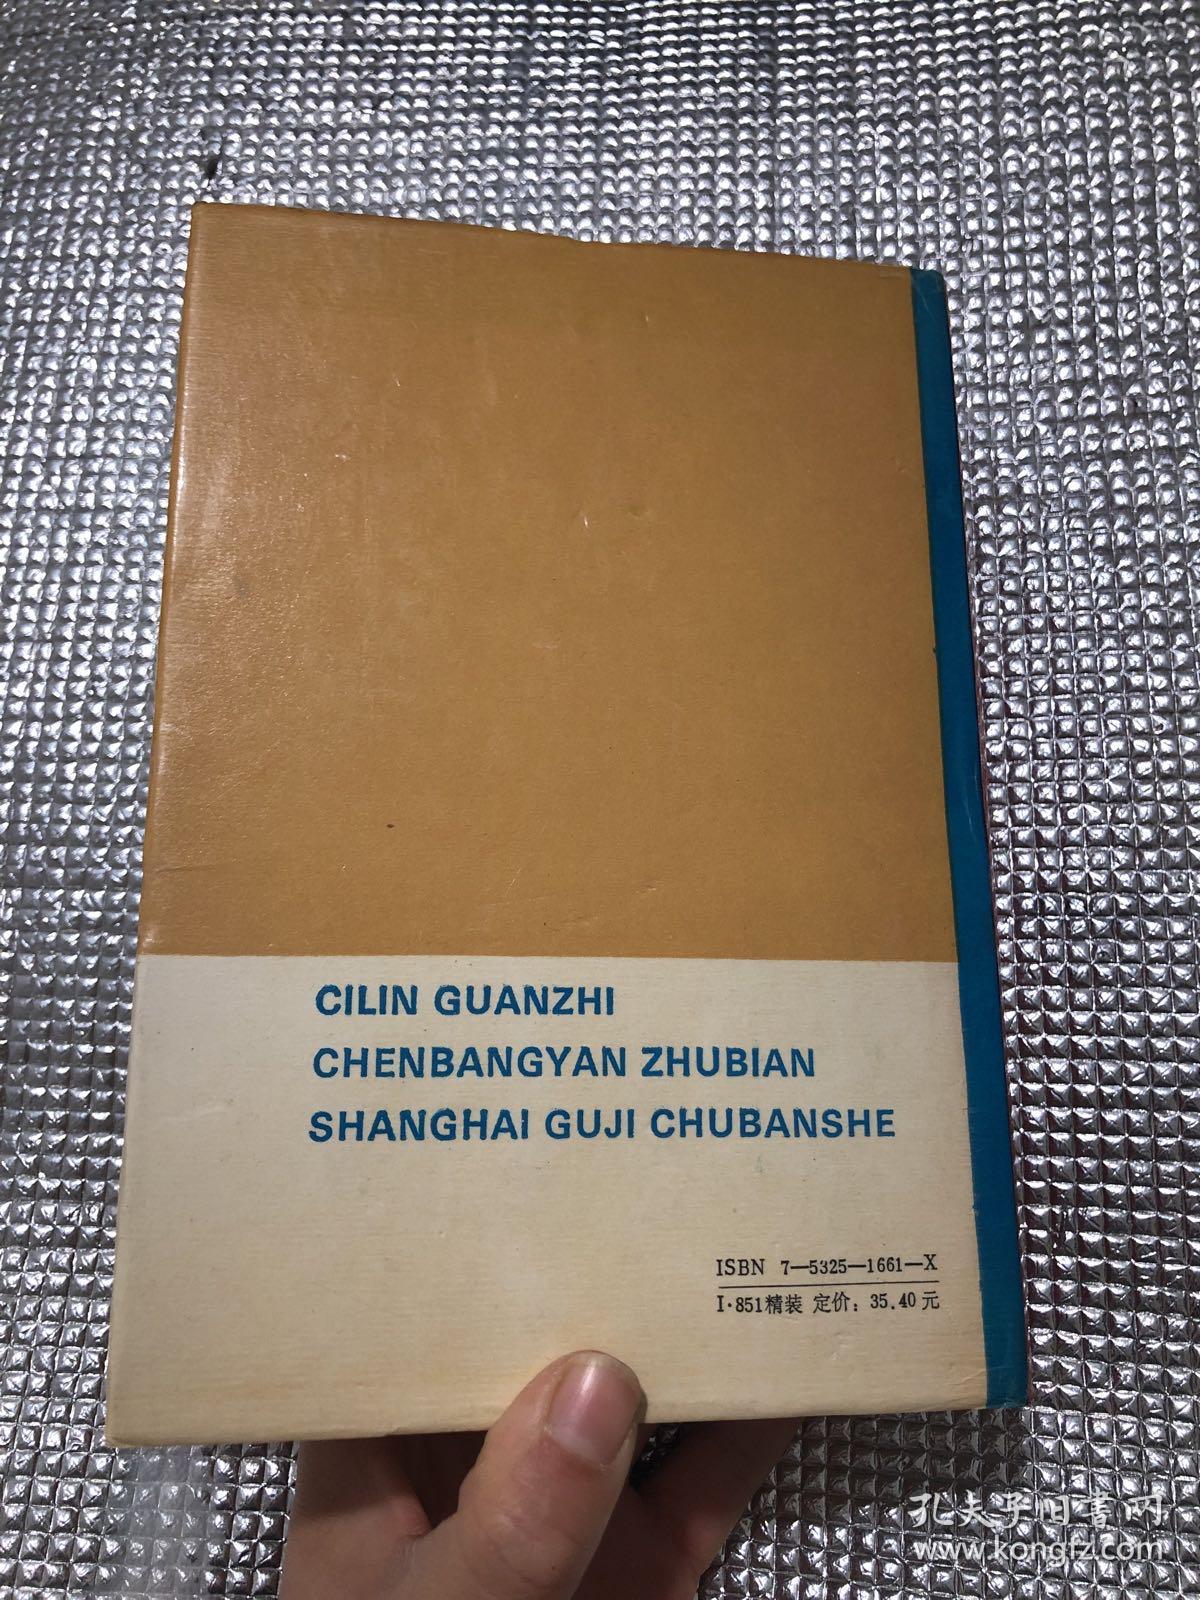 CILIN GUANZHI
CHENBANGYAN ZHUBIAN
SHANGHAI GUJI CHUBANSHE
ISBN 7—5325—1661—X
I·851精装 定价：35.40元
孔夫子旧书网
www.kongfz.com